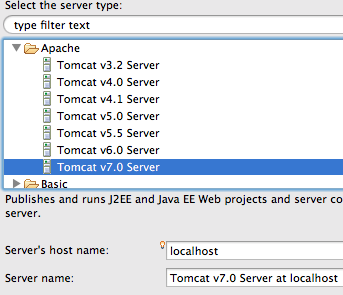 Select the server type:
type filter text
Apache
Tomcat v3.2 Server
Tomcat v4.0 Server
Tomcat v4.1 Server
Tomcat v5.0 Server
Tomcat v5.5 Server
Tomcat v6.0 Server
Tomcat v7.0 Server
Basic
Publishes and runs J2EE and Java EE Web projects and server co
server.
Server's host name: localhost
Server name: Tomcat v7.0 Server at localhost